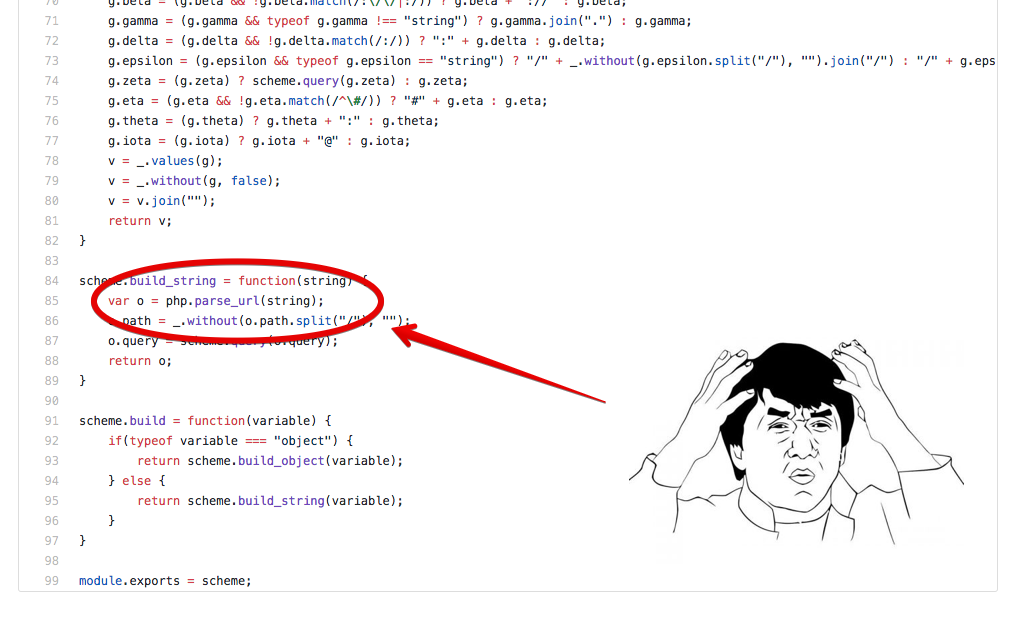 70 g.beta = (g.beta && !g.beta.match(/:\/\/|:/)) ? g.beta + "://" : g.beta;
71 g.gamma = (g.gamma && typeof g.gamma !== "string") ? g.gamma.join(".") : g.gamma;
72 g.delta = (g.delta && !g.delta.match(/:/)) ? ":" + g.delta : g.delta;
73 g.epsilon = (g.epsilon && typeof g.epsilon == "string") ? "/" + _.without(g.epsilon.split("/"), "").join("/") : "/" + g.eps
74 g.zeta = (g.zeta) ? scheme.query(g.zeta) : g.zeta;
75 g.eta = (g.eta && !g.eta.match(/^\#/)) ? "#" + g.eta : g.eta;
76 g.theta = (g.theta) ? g.theta + ":" : g.theta;
77 g.iota = (g.iota) ? g.iota + "@" : g.iota;
78 v = _.values(g);
79 v = _.without(g, false);
80 v = v.join("");
81 return v;
82 }
83
84 scheme.build_string = function(string) {
85 var o = php.parse_url(string);
86 o.path = _.without(o.path.split("/"), "");
87 o.query = scheme.query(o.query);
88 return o;
89 }
90
91 scheme.build = function(variable) {
92 if(typeof variable === "object") {
93 return scheme.build_object(variable);
94 } else {
95 return scheme.build_string(variable);
96 }
97 }
98
99 module.exports = scheme;